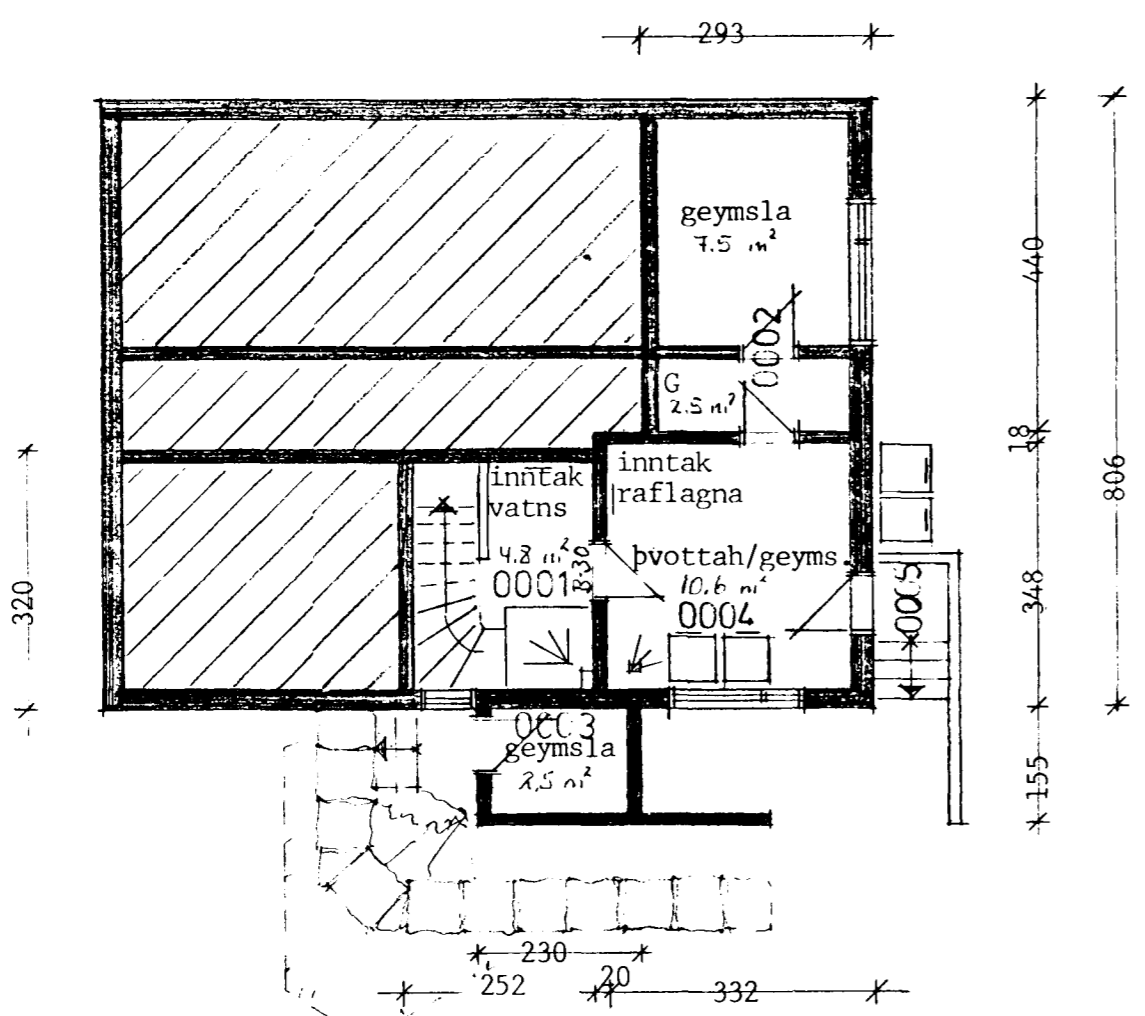 293
geymsla
7.5 m²
0002
440
G
2.5 m²
18
806
inntak
vatns
inntak
raflagna
4.8 m²
0001
B-30
þvottah/geyms.
10.6 m²
0004
0005
348
320
0003
geymsla
2,5 m²
155
230
252
20
332